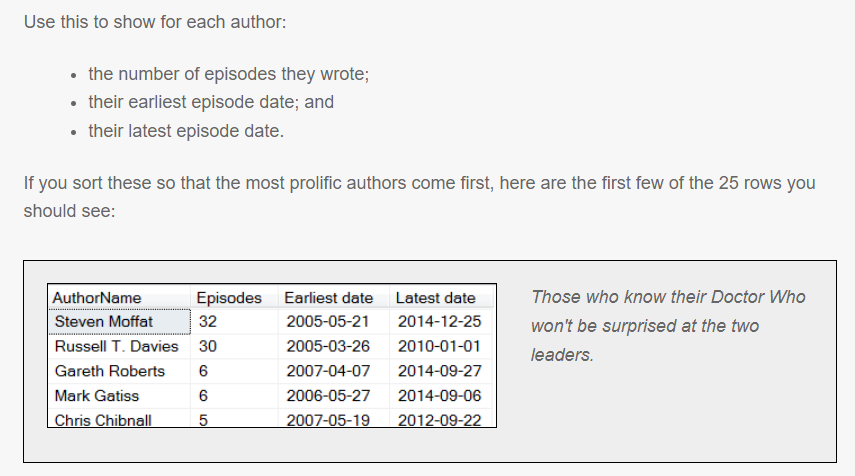 Use this to show for each author:
• the number of episodes they wrote;
• their earliest episode date; and
• their latest episode date.
If you sort these so that the most prolific authors come first, here are the first few of the 25 rows you
should see:
AuthorName Episodes Earliest date Latest date
Steven Moffat 32 2005-05-21 2014-12-25
Russell T. Davies 30 2005-03-26 2010-01-01
Gareth Roberts 6 2007-04-07 2014-09-27
Mark Gatiss 6 2006-05-27 2014-09-06
Chris Chibnall 5 2007-05-19 2012-09-22
Those who know their Doctor Who
won't be surprised at the two
leaders.